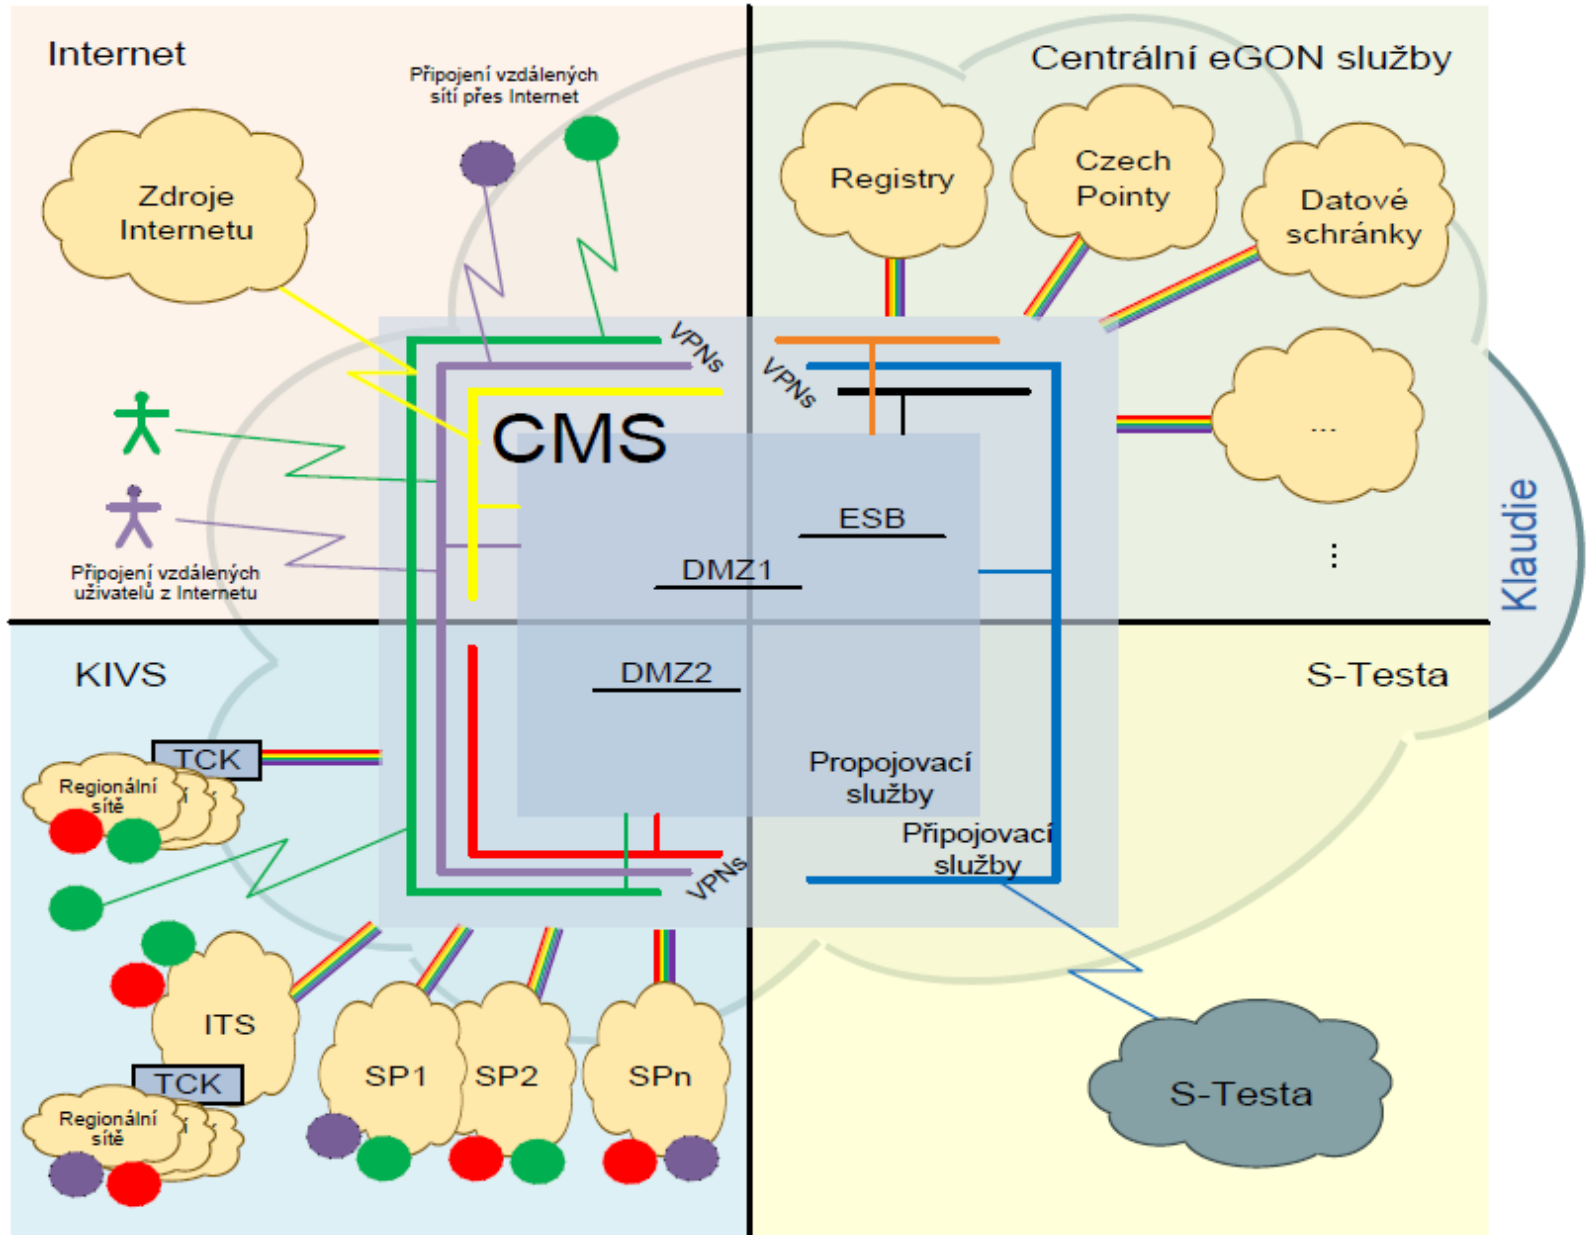 Internet
Připojení vzdálených
sítí přes Internet
Zdroje
Internetu
Připojení vzdálených
uživatelů z Internetu
Centrální eGON služby
Registry
Czech
Pointy
Datové
schránky
...
⋮
Klaudie
VPNs
VPNs
CMS
ESB
DMZ1
DMZ2
Propojovací
služby
Připojovací
služby
VPNs
KIVS
TCK
Regionální
sítě
ITS
TCK
Regionální
sítě
SP1
SP2
SPn
S-Testa
S-Testa